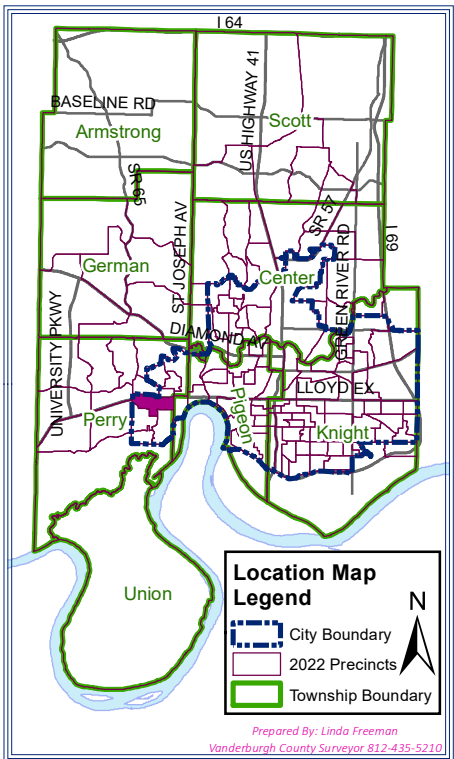 I 64
US HIGHWAY 41
BASELINE RD
Scott
Armstrong
SR 65
ST JOSEPH AV
SR 57
GREEN RIVER RD
I 69
German
Center
UNIVERSITY PKWY
DIAMOND AV
LLOYD EX
Pigeon
Perry
Knight
Union
Location Map
Legend
N
City Boundary
2022 Precincts
Township Boundary
Prepared By: Linda Freeman
Vanderburgh County Surveyor 812-435-5210